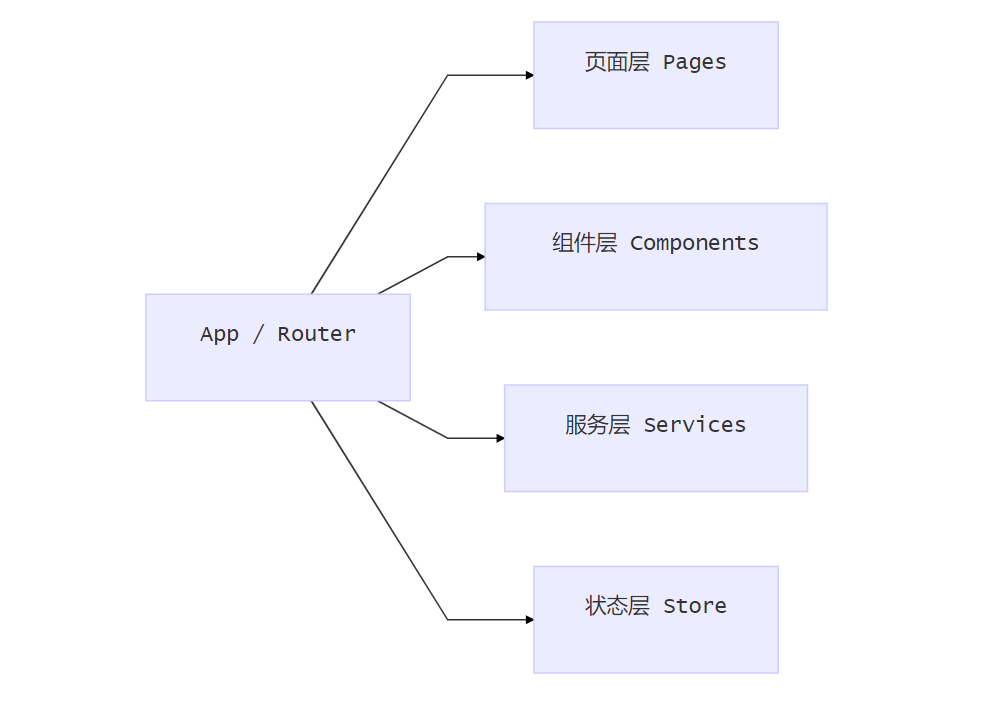 页面层 Pages
组件层 Components
App / Router
服务层 Services
状态层 Store